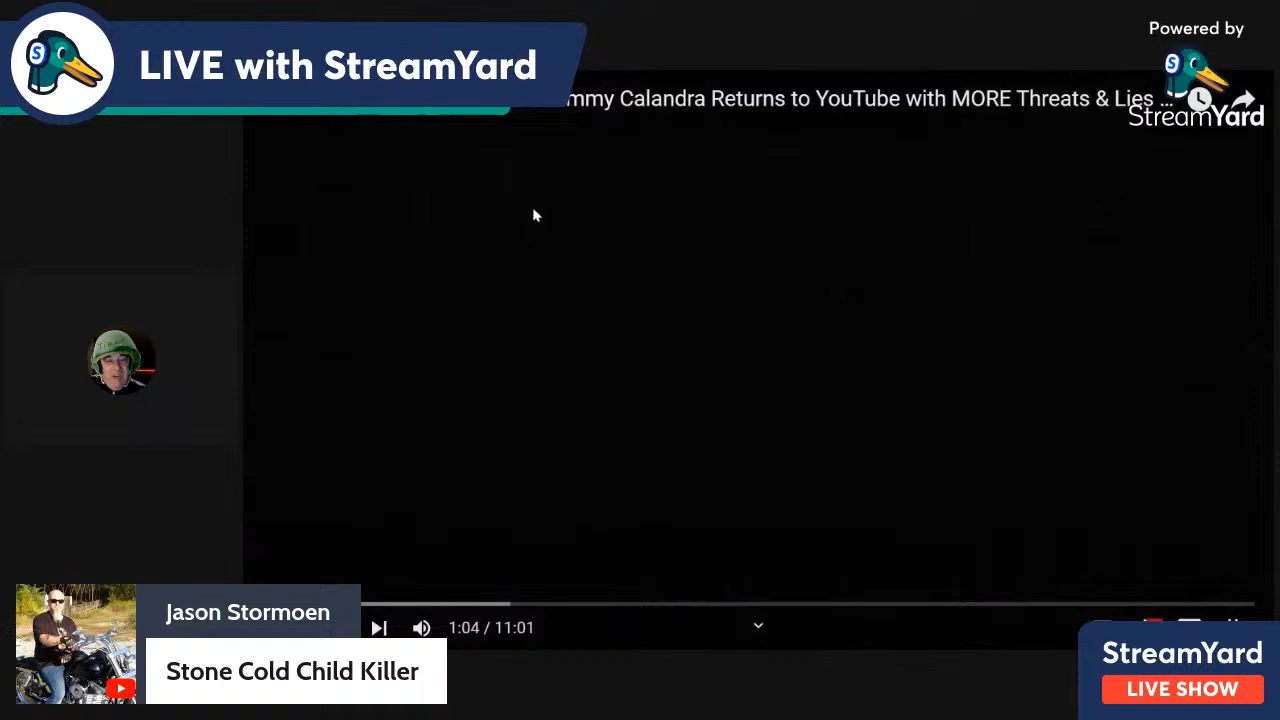 LIVE with StreamYard
Powered by
StreamYard
mmy Calandra Returns to YouTube with MORE Threats & Lies ...
Jason Stormoen
Stone Cold Child Killer
1:04 / 11:01
StreamYard
LIVE SHOW